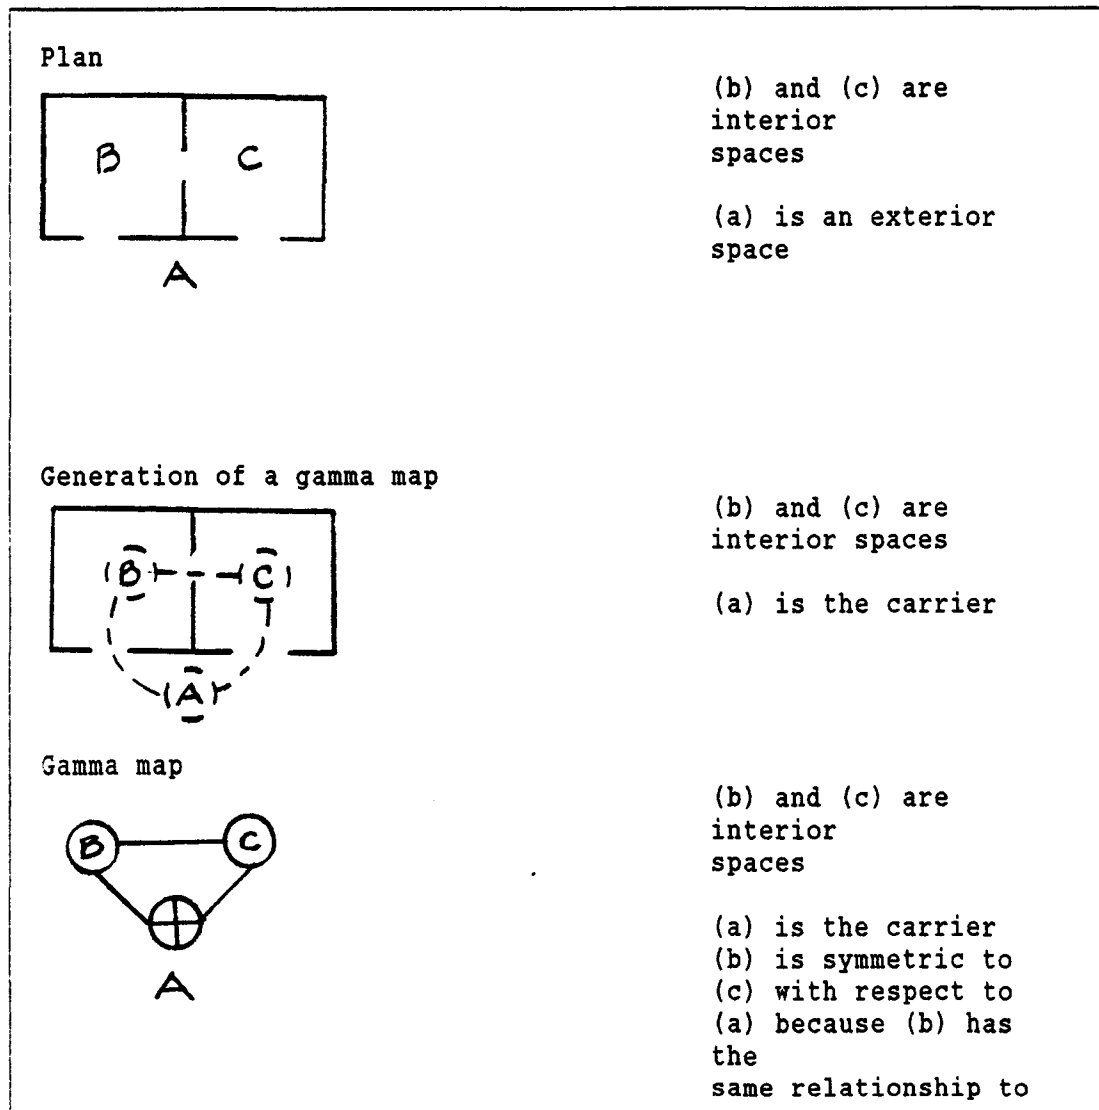 Plan
(b) and (c) are
interior
spaces
B
C
(a) is an exterior
space
A
Generation of a gamma map
(b) and (c) are
interior spaces
B
C
(a) is the carrier
A
Gamma map
(b) and (c) are
interior
spaces
B
C
(a) is the carrier
(b) is symmetric to
A
(c) with respect to
(a) because (b) has
the
same relationship to